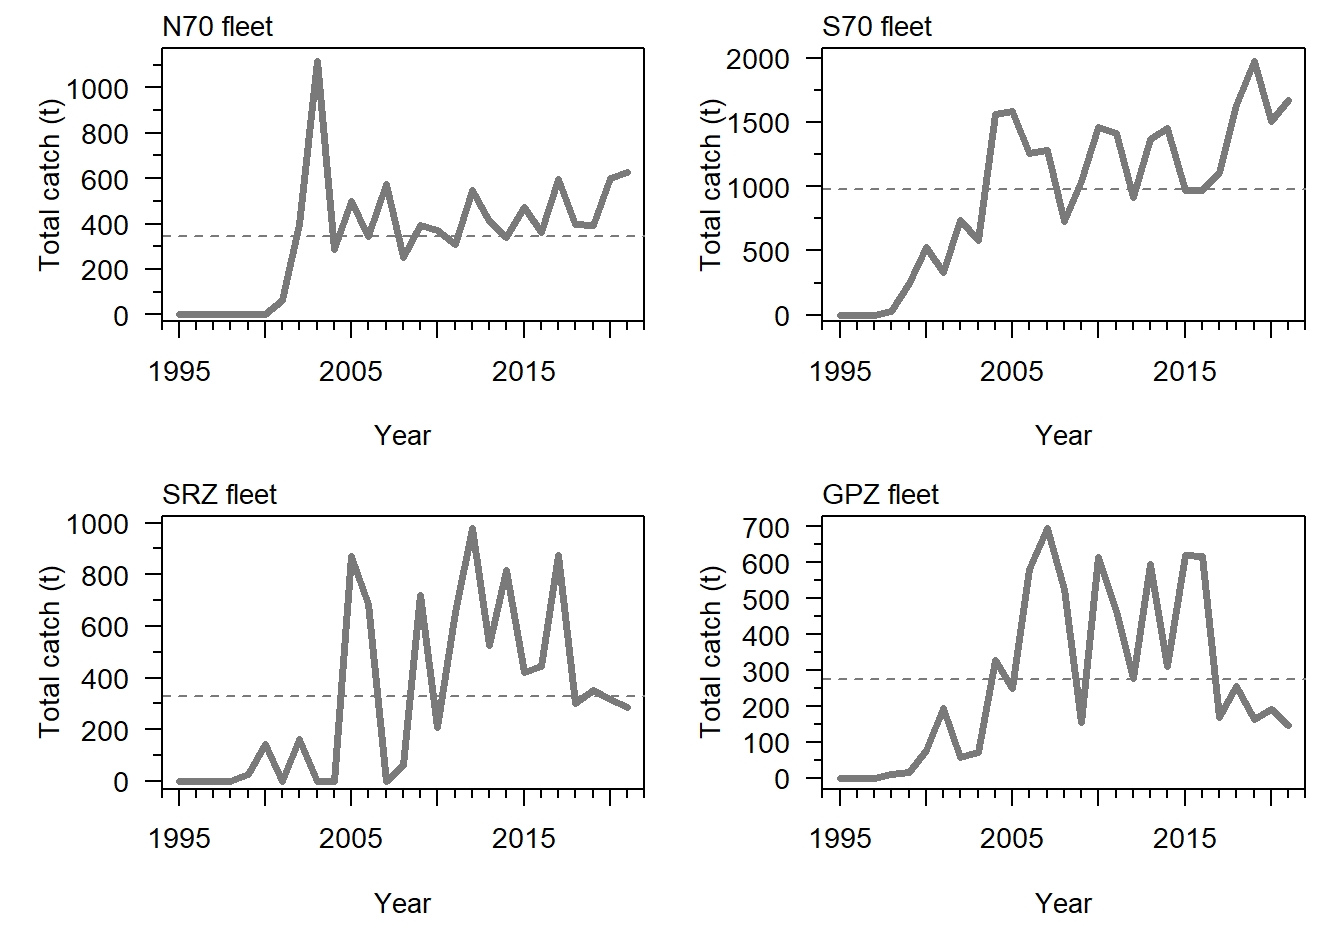 N70 fleet
Total catch (t)
1000
800
600
400
200
0
1995 2005 2015
Year
S70 fleet
Total catch (t)
2000
1500
1000
500
0
1995 2005 2015
Year
SRZ fleet
Total catch (t)
1000
800
600
400
200
0
1995 2005 2015
Year
GPZ fleet
Total catch (t)
700
600
500
400
300
200
100
0
1995 2005 2015
Year